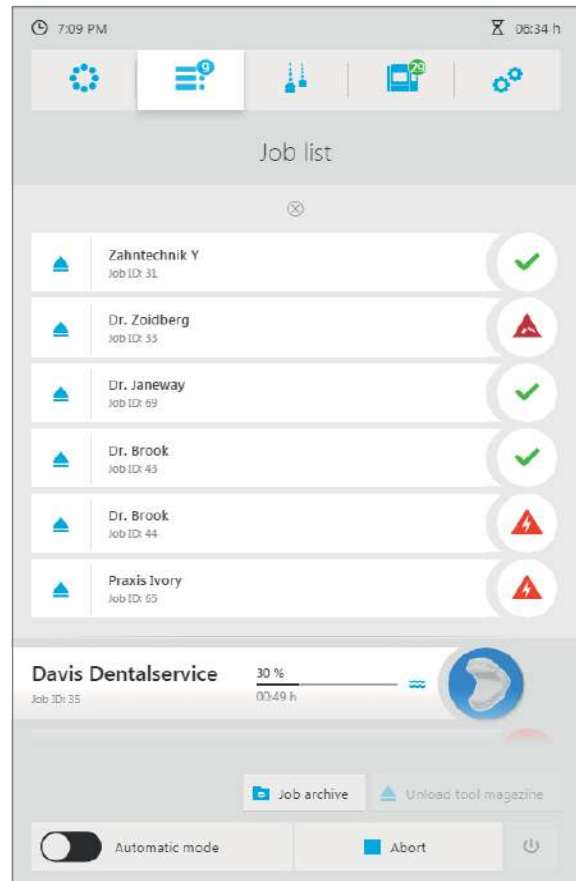 7:09 PM
06:34 h
9
29
Job list
Zahntechnik Y
Job ID: 31
Dr. Zoidberg
Job ID: 33
Dr. Janeway
Job ID: 69
Dr. Brook
Job ID: 43
Dr. Brook
Job ID: 44
Praxis Ivory
Job ID: 65
Davis Dentalservice
Job ID: 35
30 %
00:49 h
Job archive
Unload tool magazine
Automatic mode
Abort